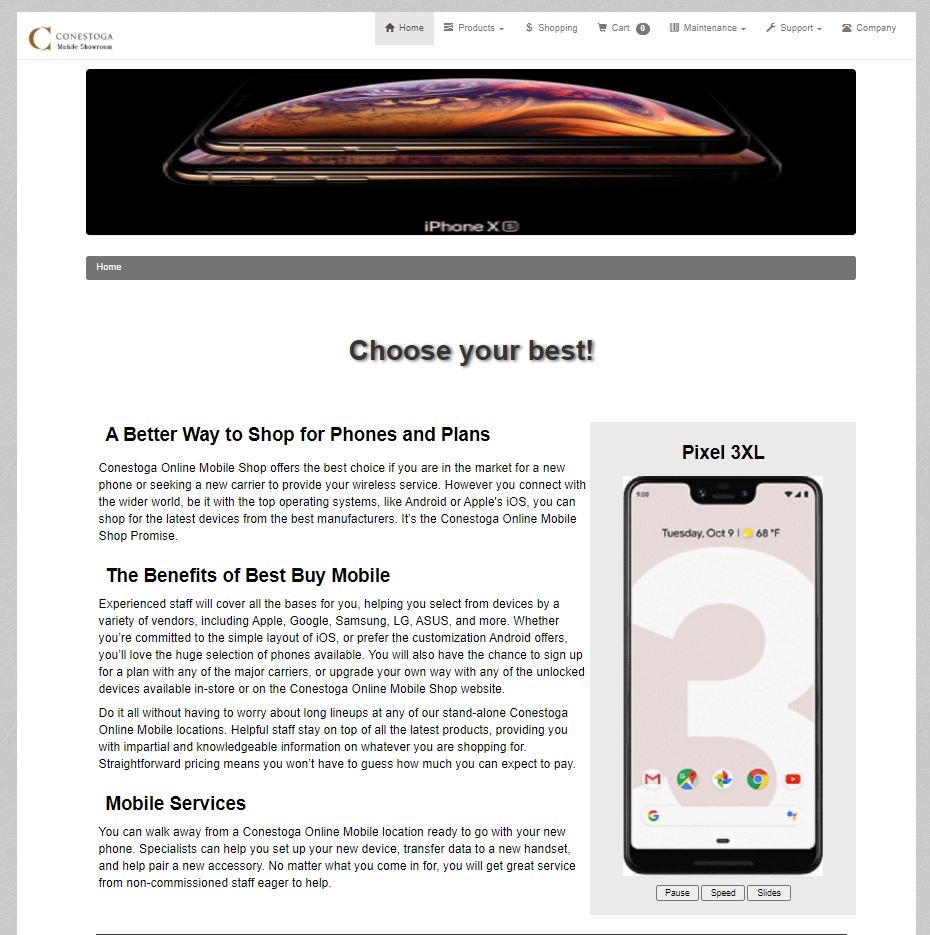 CONESTOGA
Mobile Showroom
Home Products $ Shopping Cart 0 Maintenance Support Company
iPhone XS
Home
Choose your best!
A Better Way to Shop for Phones and Plans
Conestoga Online Mobile Shop offers the best choice if you are in the market for a new
phone or seeking a new carrier to provide your wireless service. However you connect with
the wider world, be it with the top operating systems, like Android or Apple's iOS, you can
shop for the latest devices from the best manufacturers. It’s the Conestoga Online Mobile
Shop Promise.
The Benefits of Best Buy Mobile
Experienced staff will cover all the bases for you, helping you select from devices by a
variety of vendors, including Apple, Google, Samsung, LG, ASUS, and more. Whether
you’re committed to the simple layout of iOS, or prefer the customization Android offers,
you’ll love the huge selection of phones available. You will also have the chance to sign up
for a plan with any of the major carriers, or upgrade your own way with any of the unlocked
devices available in-store or on the Conestoga Online Mobile Shop website.
Do it all without having to worry about long lineups at any of our stand-alone Conestoga
Online Mobile locations. Helpful staff stay on top of all the latest products, providing you
with impartial and knowledgeable information on whatever you are shopping for.
Straightforward pricing means you won’t have to guess how much you can expect to pay.
Mobile Services
You can walk away from a Conestoga Online Mobile location ready to go with your new
phone. Specialists can help you set up your new device, transfer data to a new handset,
and help pair a new accessory. No matter what you come in for, you will get great service
from non-commissioned staff eager to help.
Pixel 3XL
9:00
Tuesday, Oct 9 | 68 °F
3
Pause Speed Slides